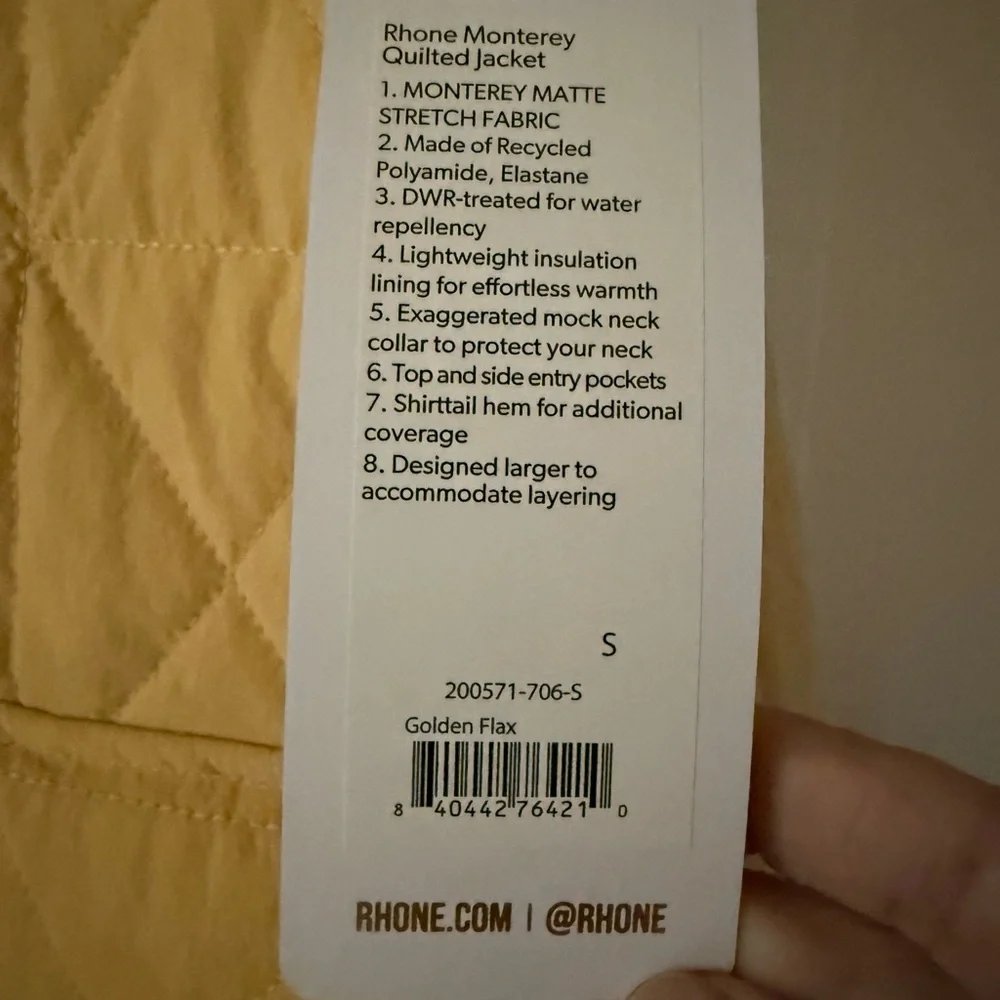 Rhone Monterey
Quilted Jacket
1. MONTEREY MATTE
STRETCH FABRIC
2. Made of Recycled
Polyamide, Elastane
3. DWR-treated for water
repellency
4. Lightweight insulation
lining for effortless warmth
5. Exaggerated mock neck
collar to protect your neck
6. Top and side entry pockets
7. Shirttail hem for additional
coverage
8. Designed larger to
accommodate layering
S
200571-706-S
Golden Flax
8 40442 76421 0
RHONE.COM | @RHONE